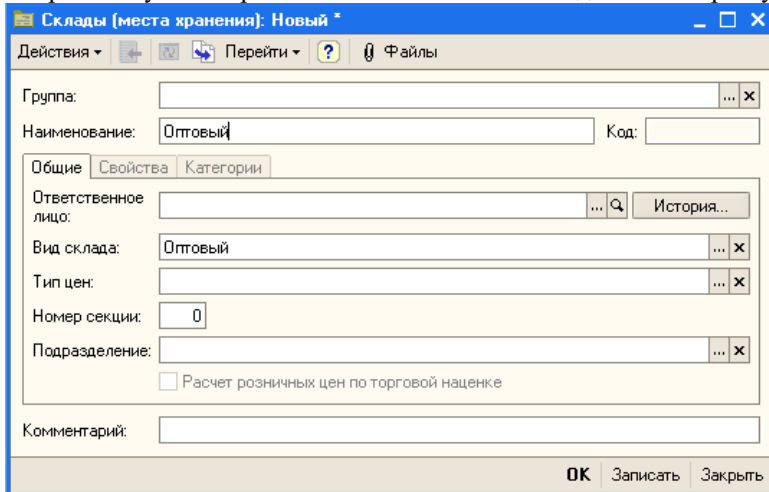 Склады (места хранения): Новый *
Действия Перейти ? Файлы
Группа: ... x
Наименование: Оптовый Код:
Общие Свойства Категории
Ответственное лицо: ... История...
Вид склада: Оптовый ... x
Тип цен: ... x
Номер секции: 0
Подразделение: ... x
Расчет розничных цен по торговой наценке
Комментарий:
OK Записать Закрыть